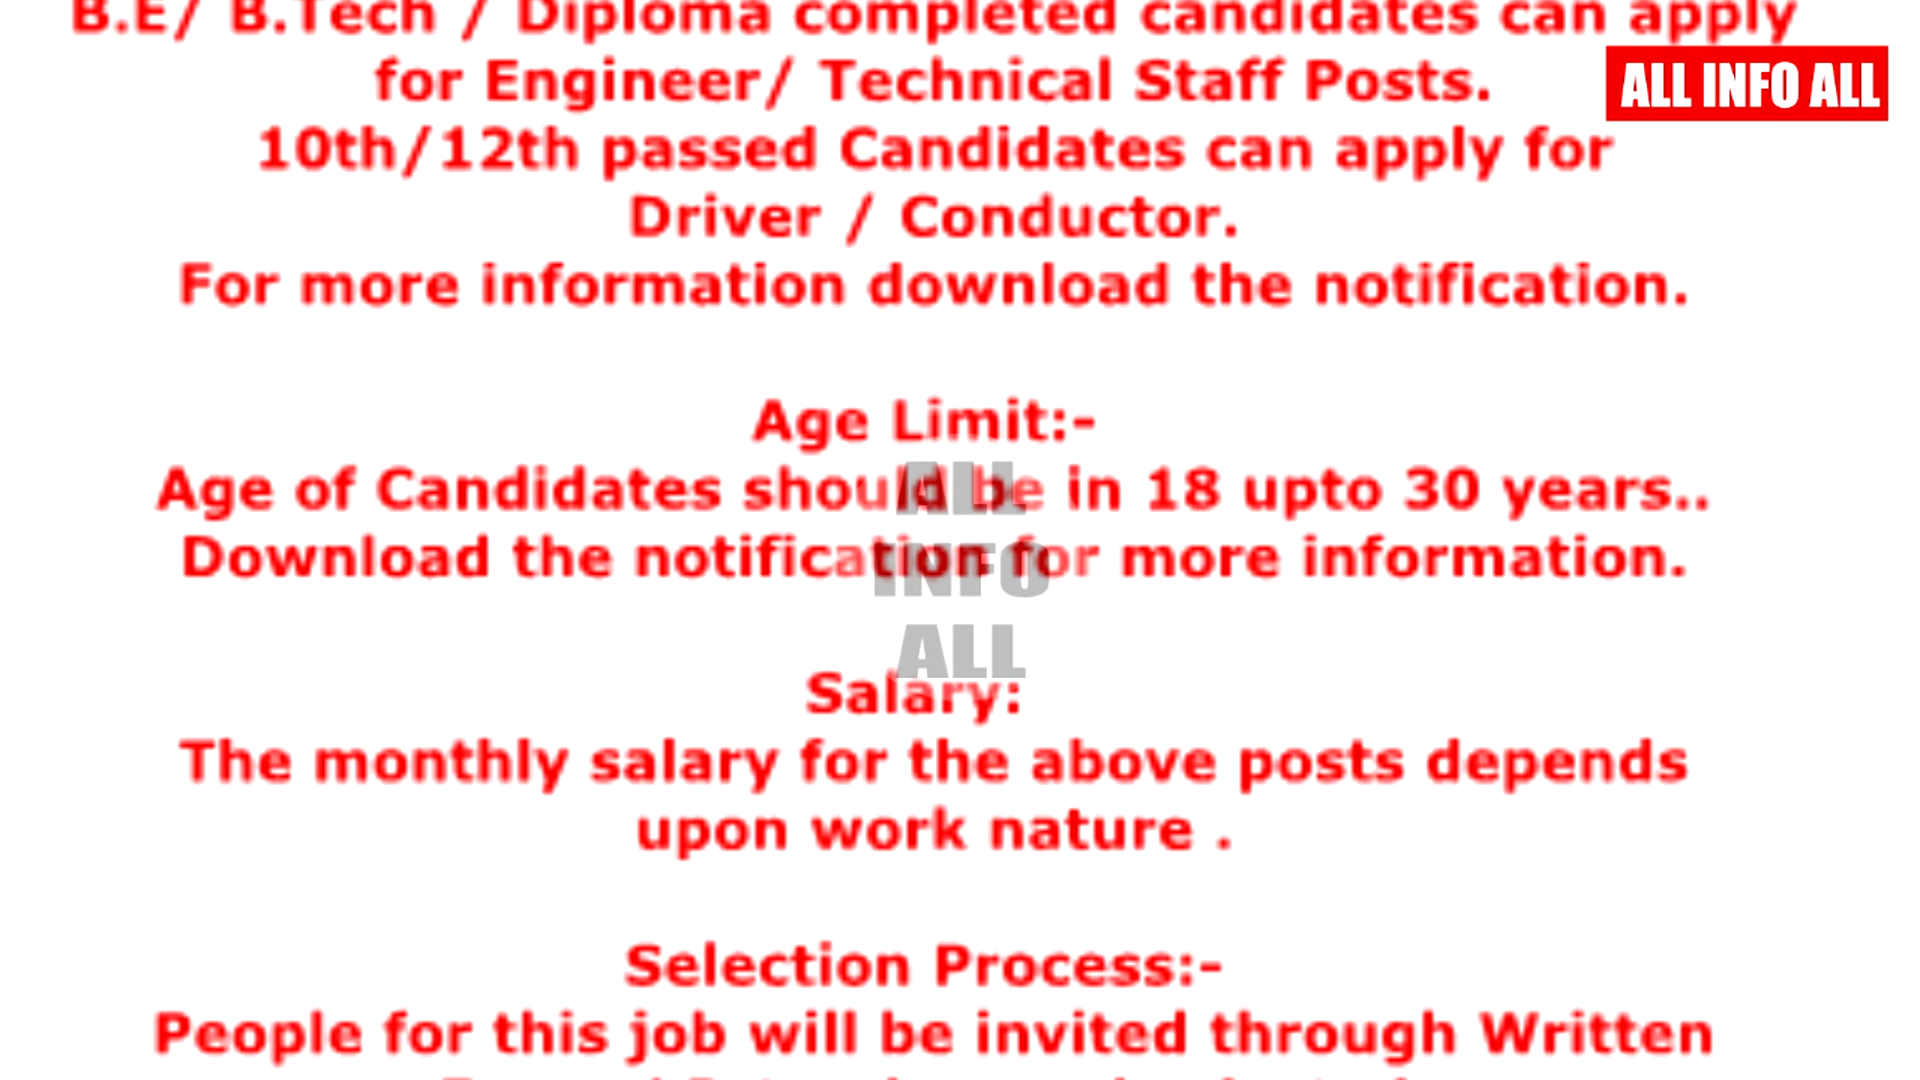 B.E/ B.Tech / Diploma completed candidates can apply
for Engineer/ Technical Staff Posts.
ALL INFO ALL
10th/12th passed Candidates can apply for
Driver / Conductor.
For more information download the notification.
Age Limit:-
Age of Candidates should be in 18 upto 30 years..
Download the notification for more information.
ALL
INFO
ALL
Salary:
The monthly salary for the above posts depends
upon work nature .
Selection Process:-
People for this job will be invited through Written